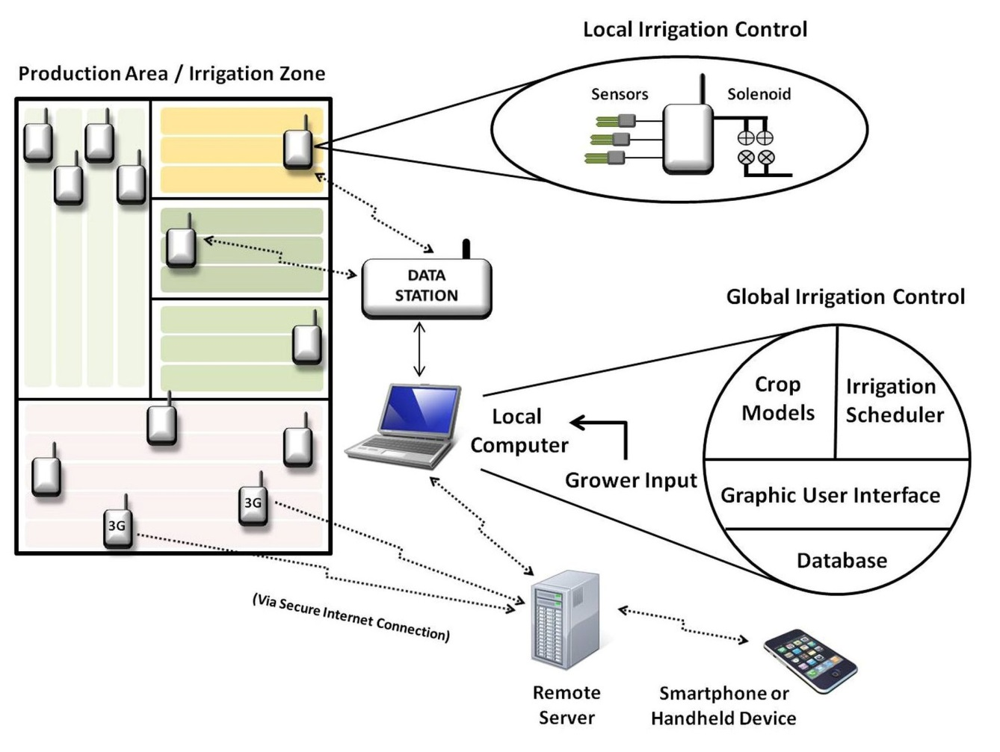 Local Irrigation Control
Production Area / Irrigation Zone
Sensors
Solenoid
DATA
STATION
Global Irrigation Control
Crop
Models
Irrigation
Scheduler
Local
Computer
Grower Input
Graphic User Interface
Database
3G
3G
(Via Secure Internet Connection)
Remote
Server
Smartphone or
Handheld Device